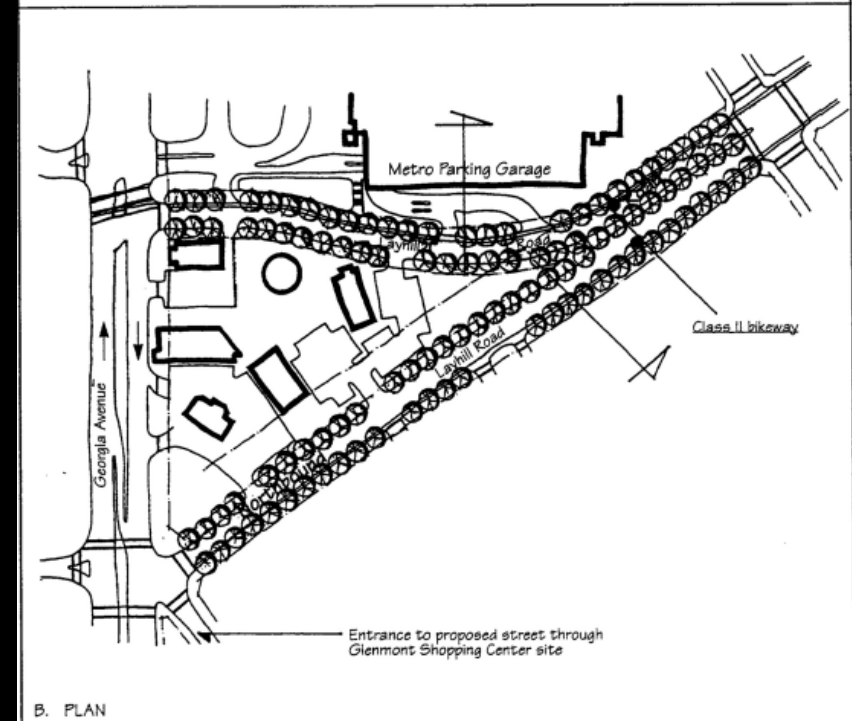 Metro Parking Garage
Layhill Road
Class II bikeway
Layhill Road
Georgia Avenue
Northbound
Entrance to proposed street through
Glenmont Shopping Center site
B. PLAN